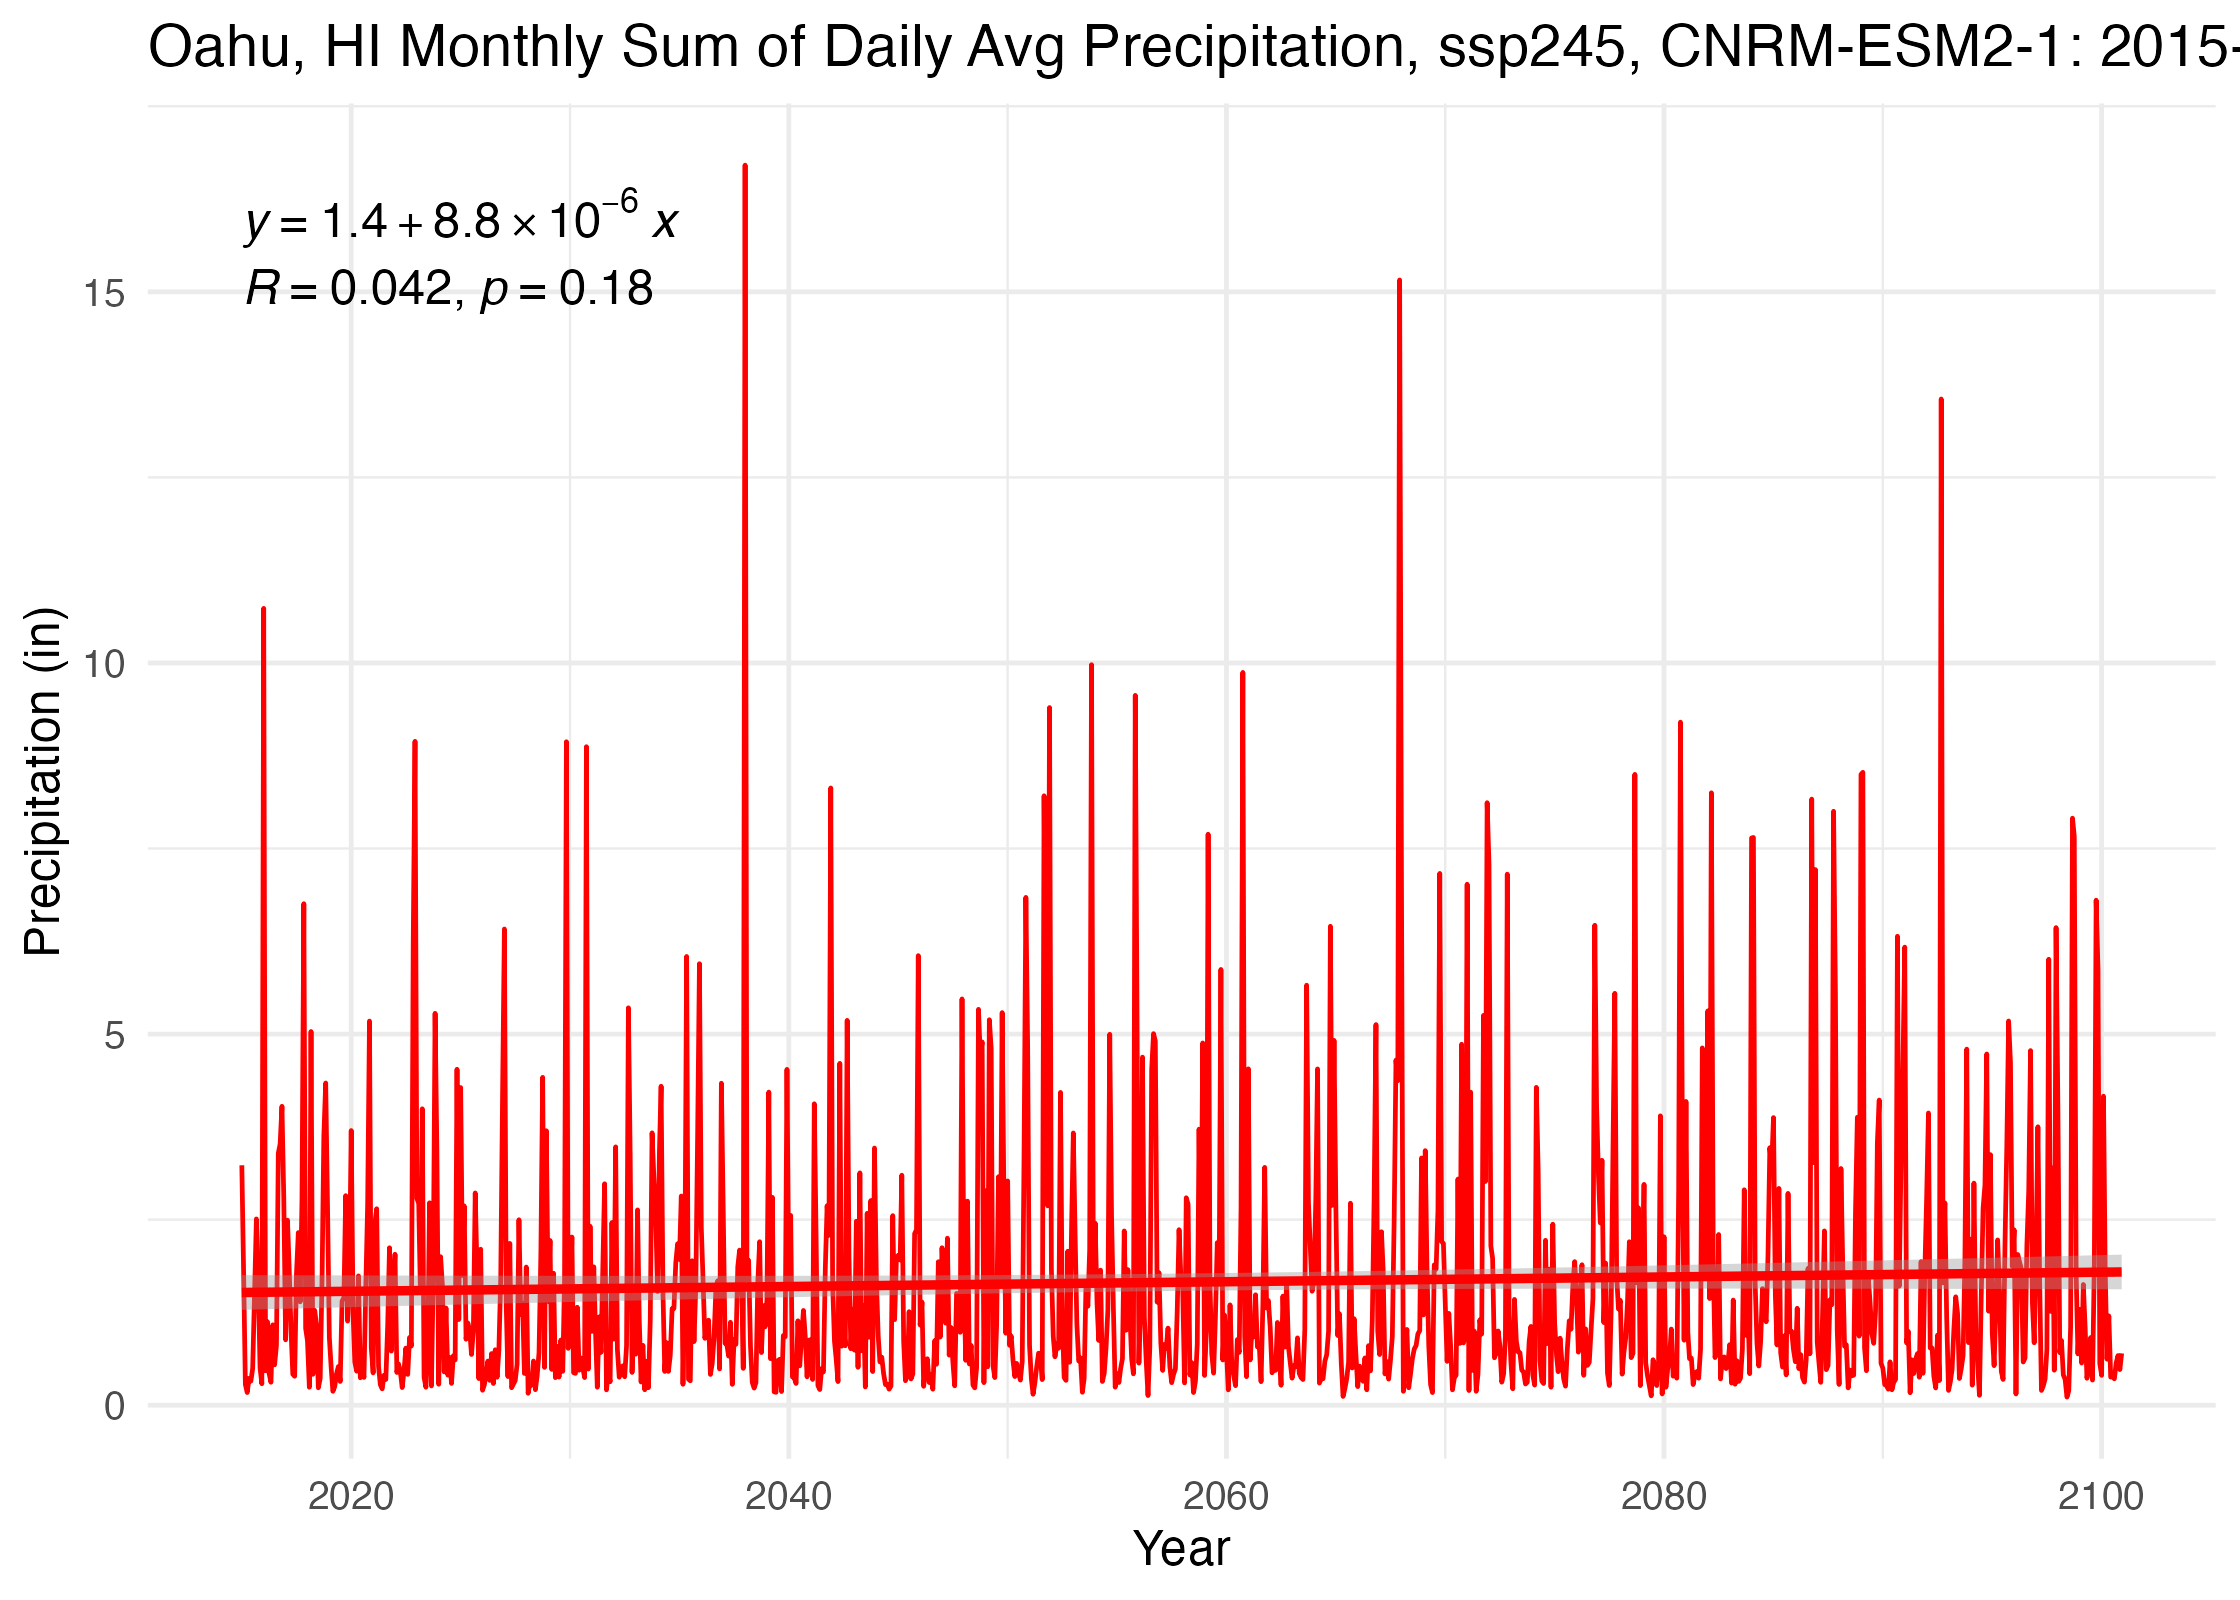 Oahu, HI Monthly Sum of Daily Avg Precipitation, ssp245, CNRM-ESM2-1: 2015-
y = 1.4 + 8.8 × 10⁻⁶ x
R = 0.042, p = 0.18
15
10
5
0
Precipitation (in)
2020 2040 2060 2080 2100
Year